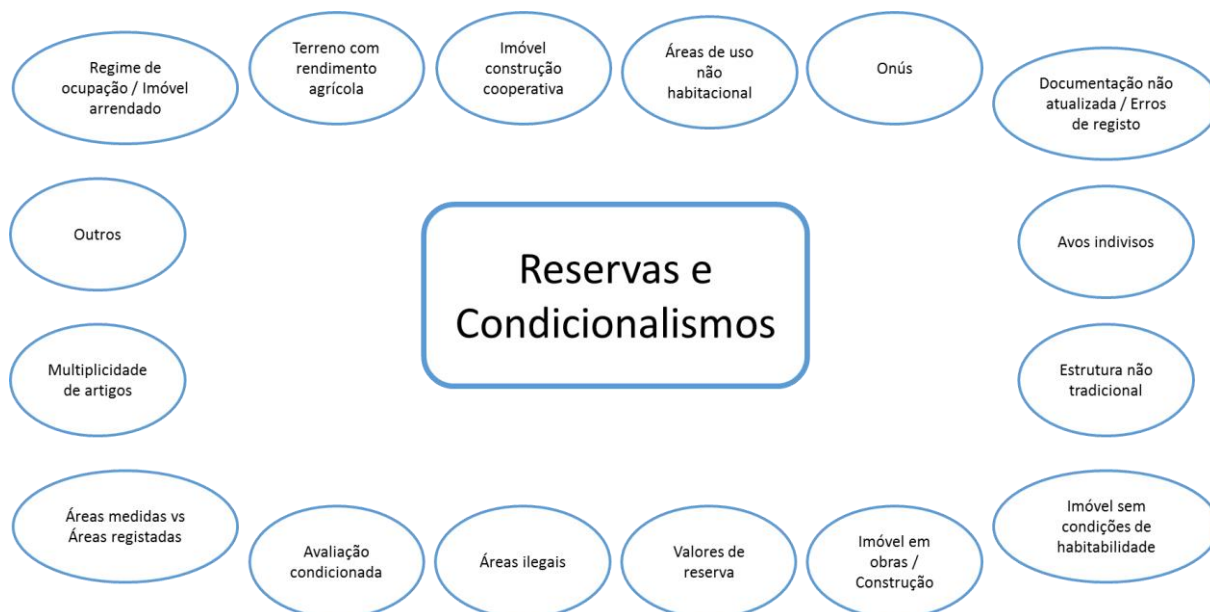 Regime de
ocupação / Imóvel
arrendado
Terreno com
rendimento
agrícola
Imóvel
construção
cooperativa
Áreas de uso
não
habitacional
Onús
Documentação não
atualizada / Erros
de registo
Outros
Reservas e
Condicionalismos
Avos indivisos
Multiplicidade
de artigos
Estrutura não
tradicional
Áreas medidas vs
Áreas registadas
Avaliação
condicionada
Áreas ilegais
Valores de
reserva
Imóvel em
obras /
Construção
Imóvel sem
condições de
habitabilidade